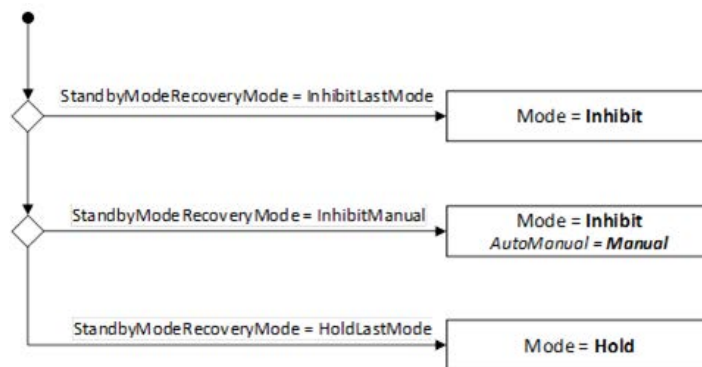 StandbyModeRecoveryMode = InhibitLastMode
Mode = Inhibit
StandbyModeRecoveryMode = InhibitManual
Mode = Inhibit
AutoManual = Manual
StandbyModeRecoveryMode = HoldLastMode
Mode = Hold